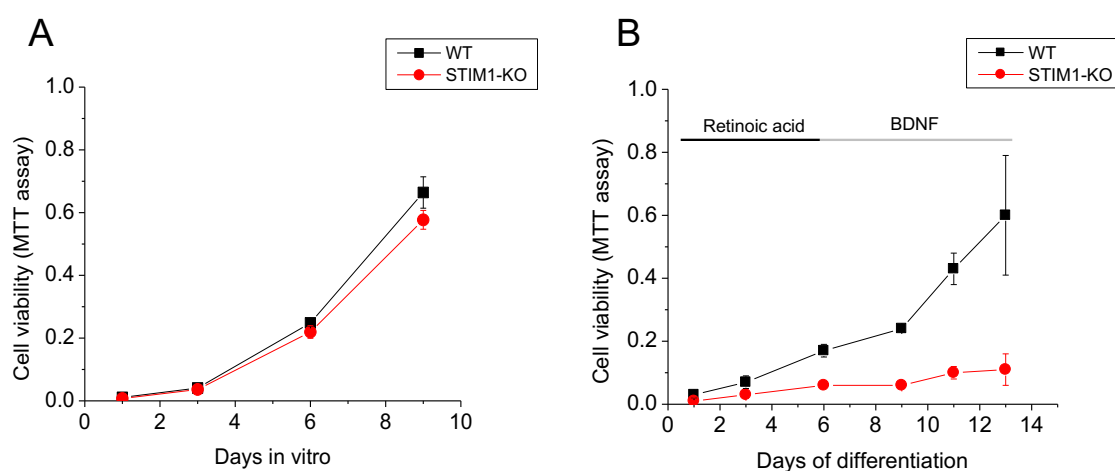 A
WT
STIM1-KO
1.0
0.8
0.6
0.4
0.2
0.0
0 2 4 6 8 10
Cell viability (MTT assay)
Days in vitro
B
WT
STIM1-KO
Retinoic acid BDNF
1.0
0.8
0.6
0.4
0.2
0.0
0 2 4 6 8 10 12 14
Cell viability (MTT assay)
Days of differentiation